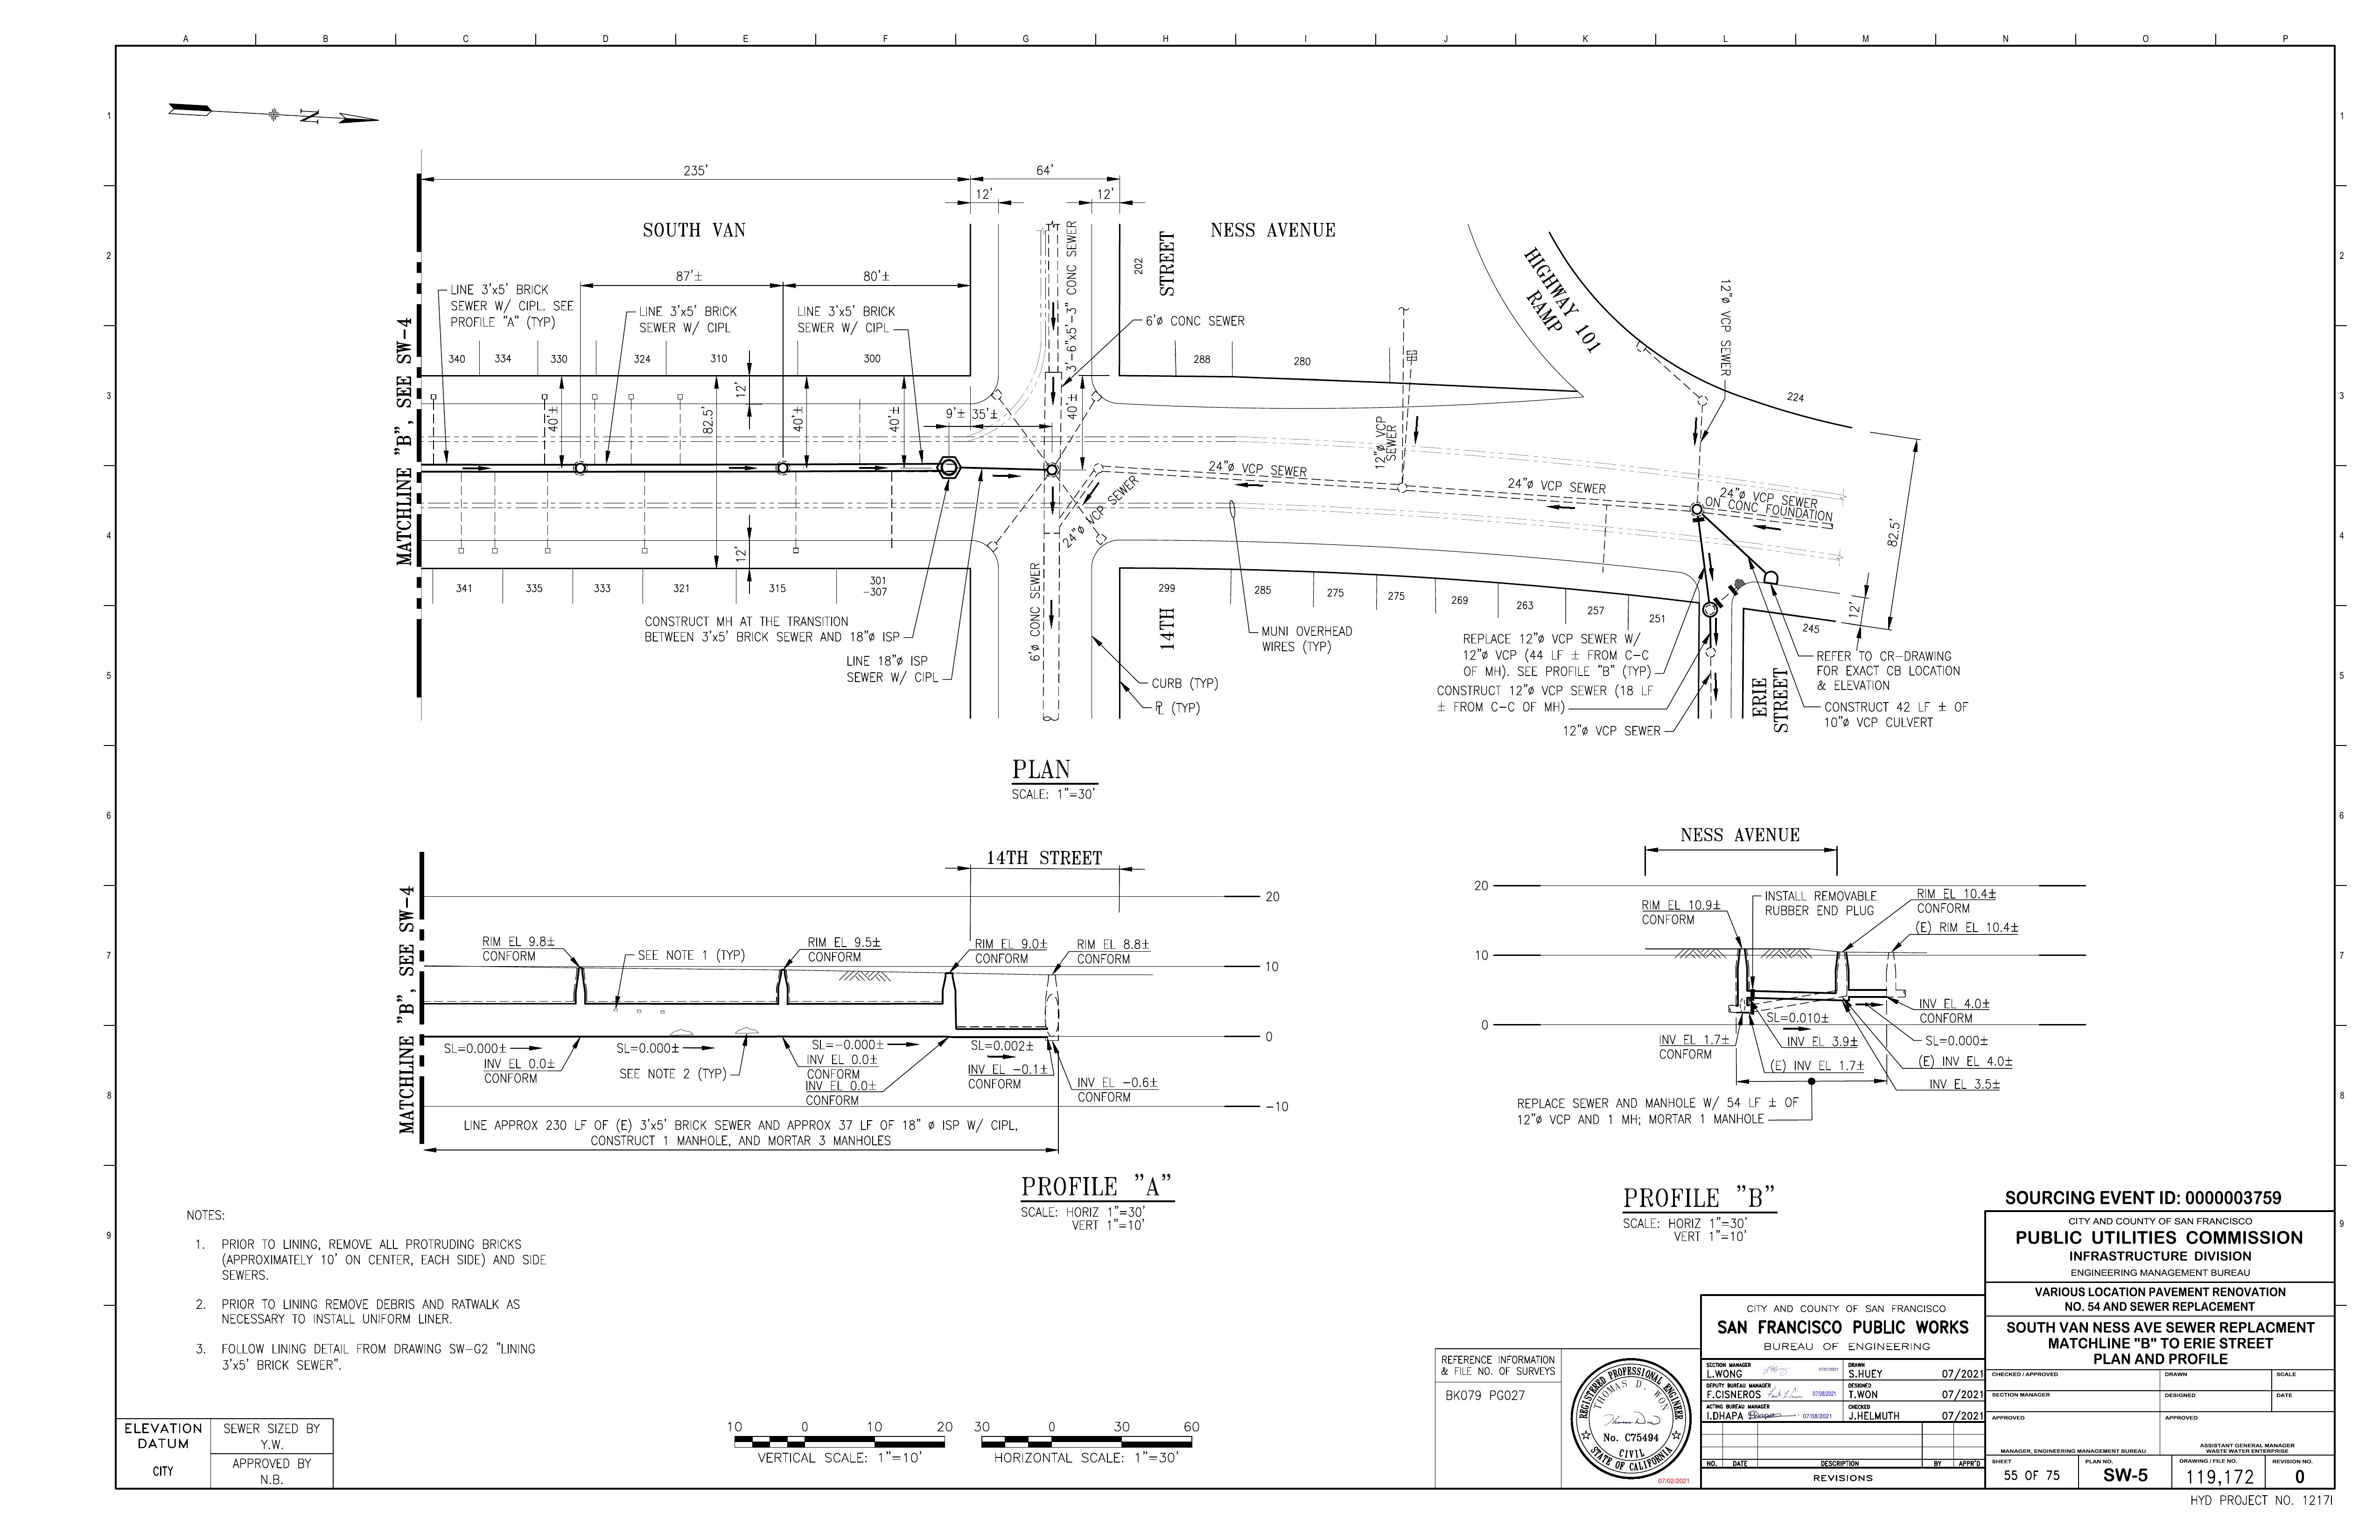 A B C D E F G H I J K L M N O P
1
2
3
4
5
6
7
8
9
1
2
3
4
5
6
7
8
9
N
235'
64'
12'
12'
SOUTH VAN
NESS AVENUE
87'±
80'±
LINE 3'x5' BRICK
SEWER W/ CIPL. SEE
PROFILE "A" (TYP)
LINE 3'x5' BRICK
SEWER W/ CIPL
LINE 3'x5' BRICK
SEWER W/ CIPL
MATCHLINE "B", SEE SW-4
340
334
330
324
310
300
40'±
82.5'
12'
40'±
40'±
9'±
35'±
40'±
3'-6"x5'-3" CONC SEWER
6'ø CONC SEWER
202
STREET
288
280
HIGHWAY 101
RAMP
12"ø VCP SEWER
224
12"ø VCP
SEWER
24"ø VCP SEWER
24"ø VCP SEWER
24"ø VCP SEWER
24"ø VCP SEWER
ON CONC FOUNDATION
82.5'
12'
12'
341
335
333
321
315
301
-307
6'ø CONC SEWER
299
14TH
285
275
275
269
263
257
251
245
CONSTRUCT MH AT THE TRANSITION
BETWEEN 3'x5' BRICK SEWER AND 18"ø ISP
LINE 18"ø ISP
SEWER W/ CIPL
MUNI OVERHEAD
WIRES (TYP)
CURB (TYP)
PL (TYP)
REPLACE 12"ø VCP SEWER W/
12"ø VCP (44 LF ± FROM C-C
OF MH). SEE PROFILE "B" (TYP)
CONSTRUCT 12"ø VCP SEWER (18 LF
± FROM C-C OF MH)
12"ø VCP SEWER
ERIE
STREET
REFER TO CR-DRAWING
FOR EXACT CB LOCATION
& ELEVATION
CONSTRUCT 42 LF ± OF
10"ø VCP CULVERT
PLAN
SCALE: 1"=30'
MATCHLINE "B", SEE SW-4
14TH STREET
20
10
0
-10
RIM EL 9.8±
CONFORM
SEE NOTE 1 (TYP)
RIM EL 9.5±
CONFORM
RIM EL 9.0±
CONFORM
RIM EL 8.8±
CONFORM
SL=0.000±
INV EL 0.0±
CONFORM
SL=0.000±
SEE NOTE 2 (TYP)
SL=-0.000±
INV EL 0.0±
CONFORM
INV EL 0.0±
CONFORM
SL=0.002±
INV EL -0.1±
CONFORM
INV EL -0.6±
CONFORM
LINE APPROX 230 LF OF (E) 3'x5' BRICK SEWER AND APPROX 37 LF OF 18" ø ISP W/ CIPL,
CONSTRUCT 1 MANHOLE, AND MORTAR 3 MANHOLES
PROFILE "A"
SCALE: HORIZ 1"=30'
VERT 1"=10'
NESS AVENUE
20
10
0
RIM EL 10.9±
CONFORM
INSTALL REMOVABLE
RUBBER END PLUG
RIM EL 10.4±
CONFORM
(E) RIM EL 10.4±
SL=0.010±
INV EL 4.0±
CONFORM
INV EL 1.7±
CONFORM
INV EL 3.9±
SL=0.000±
(E) INV EL 1.7±
(E) INV EL 4.0±
INV EL 3.5±
REPLACE SEWER AND MANHOLE W/ 54 LF ± OF
12"ø VCP AND 1 MH; MORTAR 1 MANHOLE
PROFILE "B"
SCALE: HORIZ 1"=30'
VERT 1"=10'
NOTES:
1. PRIOR TO LINING, REMOVE ALL PROTRUDING BRICKS
(APPROXIMATELY 10' ON CENTER, EACH SIDE) AND SIDE
SEWERS.
2. PRIOR TO LINING REMOVE DEBRIS AND RATWALK AS
NECESSARY TO INSTALL UNIFORM LINER.
3. FOLLOW LINING DETAIL FROM DRAWING SW-G2 "LINING
3'x5' BRICK SEWER".
ELEVATION
DATUM
CITY
SEWER SIZED BY
Y.W.
APPROVED BY
N.B.
10 0 10 20
VERTICAL SCALE: 1"=10'
30 0 30 60
HORIZONTAL SCALE: 1"=30'
REFERENCE INFORMATION
& FILE NO. OF SURVEYS
BK079 PG027
REGISTERED PROFESSIONAL ENGINEER
THOMAS D. WON
No. C75494
CIVIL
STATE OF CALIFORNIA
07/02/2021
CITY AND COUNTY OF SAN FRANCISCO
SAN FRANCISCO PUBLIC WORKS
BUREAU OF ENGINEERING
SECTION MANAGER
L.WONG
07/07/2021
DRAWN
S.HUEY
07/2021
DEPUTY BUREAU MANAGER
F.CISNEROS
07/08/2021
DESIGNED
T.WON
07/2021
ACTING BUREAU MANAGER
I.DHAPA
07/08/2021
CHECKED
J.HELMUTH
07/2021
NO. DATE DESCRIPTION BY APPR'D
REVISIONS
SOURCING EVENT ID: 0000003759
CITY AND COUNTY OF SAN FRANCISCO
PUBLIC UTILITIES COMMISSION
INFRASTRUCTURE DIVISION
ENGINEERING MANAGEMENT BUREAU
VARIOUS LOCATION PAVEMENT RENOVATION
NO. 54 AND SEWER REPLACEMENT
SOUTH VAN NESS AVE SEWER REPLACMENT
MATCHLINE "B" TO ERIE STREET
PLAN AND PROFILE
CHECKED / APPROVED
DRAWN
SCALE
SECTION MANAGER
DESIGNED
DATE
APPROVED
APPROVED
MANAGER, ENGINEERING MANAGEMENT BUREAU
ASSISTANT GENERAL MANAGER
WASTE WATER ENTERPRISE
SHEET
55 OF 75
PLAN NO.
SW-5
DRAWING / FILE NO.
119,172
REVISION NO.
0
HYD PROJECT NO. 1217I